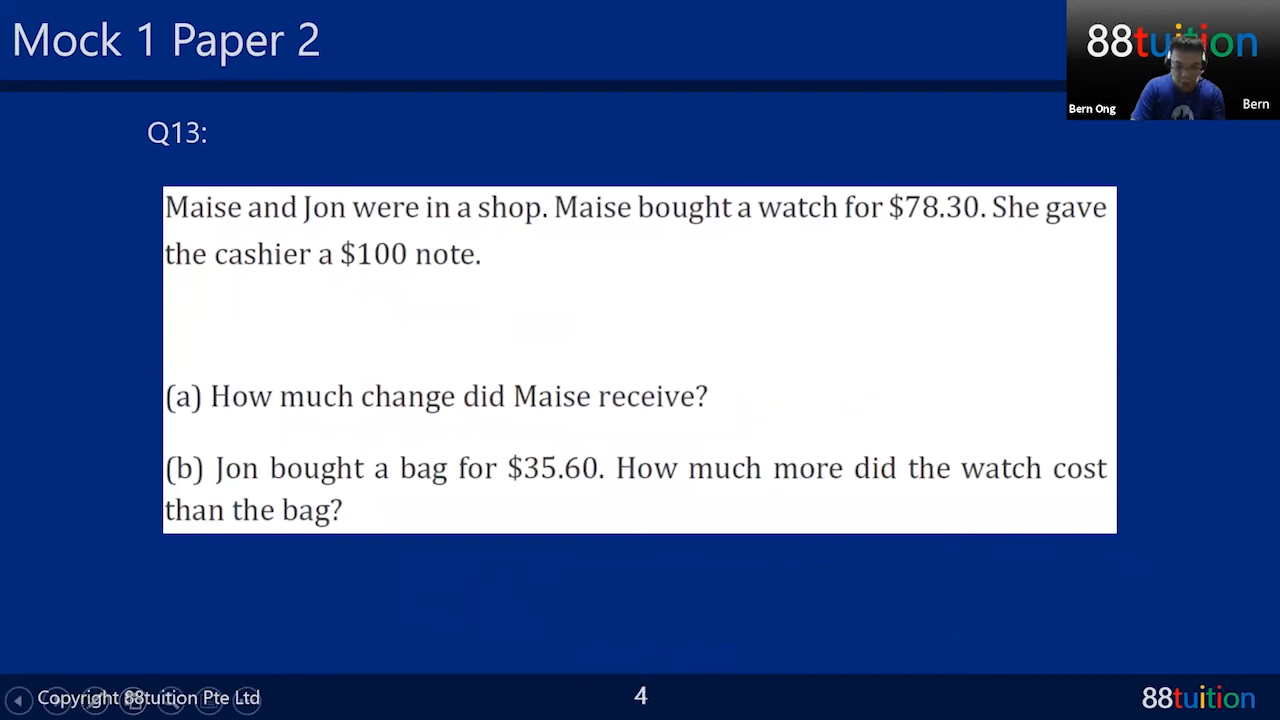 Mock 1 Paper 2
88tuition
Bern Ong
Bern
Q13:
Maise and Jon were in a shop. Maise bought a watch for $78.30. She gave
the cashier a $100 note.
(a) How much change did Maise receive?
(b) Jon bought a bag for $35.60. How much more did the watch cost
than the bag?
Copyright 88tuition Pte Ltd
4
88tuition